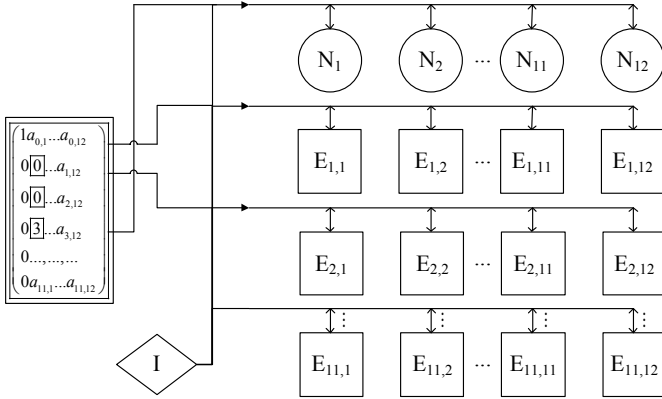 N1 N2 ... N11 N12
1a0,1...a0,12
00...a1,12
00...a2,12
03...a3,12
0...,...,...
0a11,1...a11,12
E1,1 E1,2 ... E1,11 E1,12
E2,1 E2,2 ... E2,11 E2,12
I
E11,1 E11,2 ... E11,11 E11,12